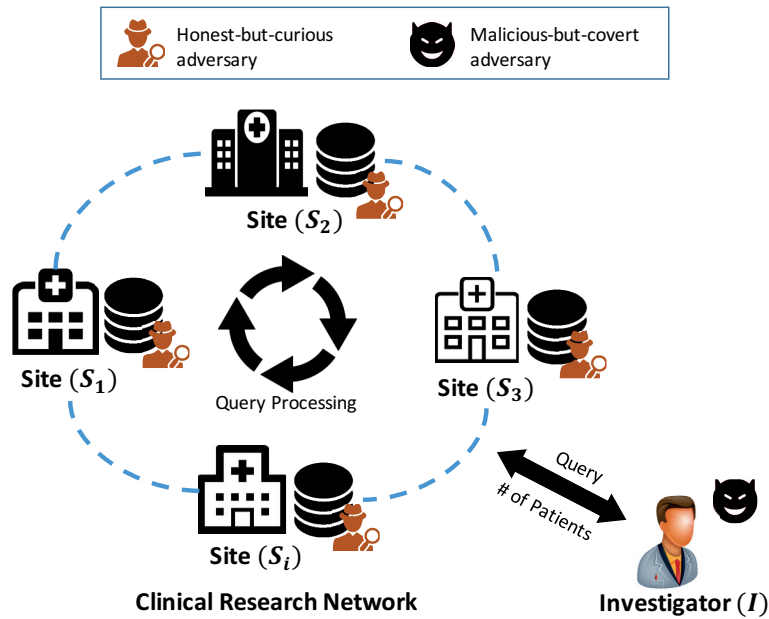 Honest-but-curious
adversary
Malicious-but-covert
adversary
Site (S₂)
Site (S₁)
Query Processing
Site (S₃)
Site (Sᵢ)
Query
# of Patients
Clinical Research Network
Investigator (I)